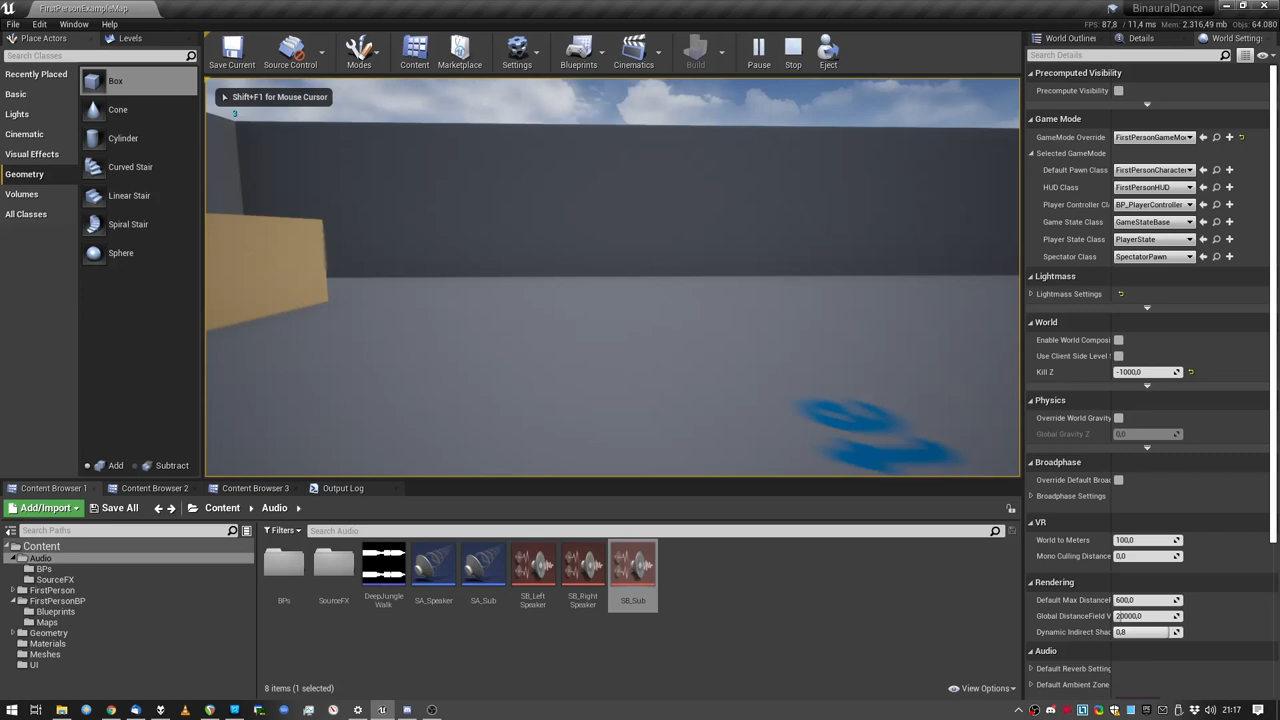 FirstPersonExampleMap
BinauralDance
File Edit Window Help
FPS: 87,8 / 11,4 ms Mem: 2.316,49 mb Objs: 64.080
Place Actors Levels
Search Classes
Recently Placed
Basic
Lights
Cinematic
Visual Effects
Geometry
Volumes
All Classes
Box
Cone
Cylinder
Curved Stair
Linear Stair
Spiral Stair
Sphere
Add Subtract
Save Current Source Control Modes Content Marketplace Settings Blueprints Cinematics Build Pause Stop Eject
Shift+F1 for Mouse Cursor
3
World Outliner Details World Settings
Search Details
Precomputed Visibility
Precompute Visibility
Game Mode
GameMode Override FirstPersonGameMo
Selected GameMode
Default Pawn Class FirstPersonCharacter
HUD Class FirstPersonHUD
Player Controller Cl BP_PlayerController
Game State Class GameStateBase
Player State Class PlayerState
Spectator Class SpectatorPawn
Lightmass
Lightmass Settings
World
Enable World Composi
Use Client Side Level S
Kill Z -1000,0
Physics
Override World Gravity
Global Gravity Z 0,0
Broadphase
Override Default Broad
Broadphase Settings
VR
World to Meters 100,0
Mono Culling Distance 0,0
Rendering
Default Max DistanceF 600,0
Global DistanceField V 20000,0
Dynamic Indirect Shad 0,8
Audio
Default Reverb Setting
Default Ambient Zone
Content Browser 1 Content Browser 2 Content Browser 3 Output Log
Add/Import Save All Content Audio
Search Paths
Filters Search Audio
Content
Audio
BPs
SourceFX
FirstPerson
FirstPersonBP
Blueprints
Maps
Geometry
Materials
Meshes
UI
BPs
SourceFX
DeepJungle Walk
SA_Speaker
SA_Sub
SB_Left Speaker
SB_Right Speaker
SB_Sub
8 items (1 selected)
View Options
21:17